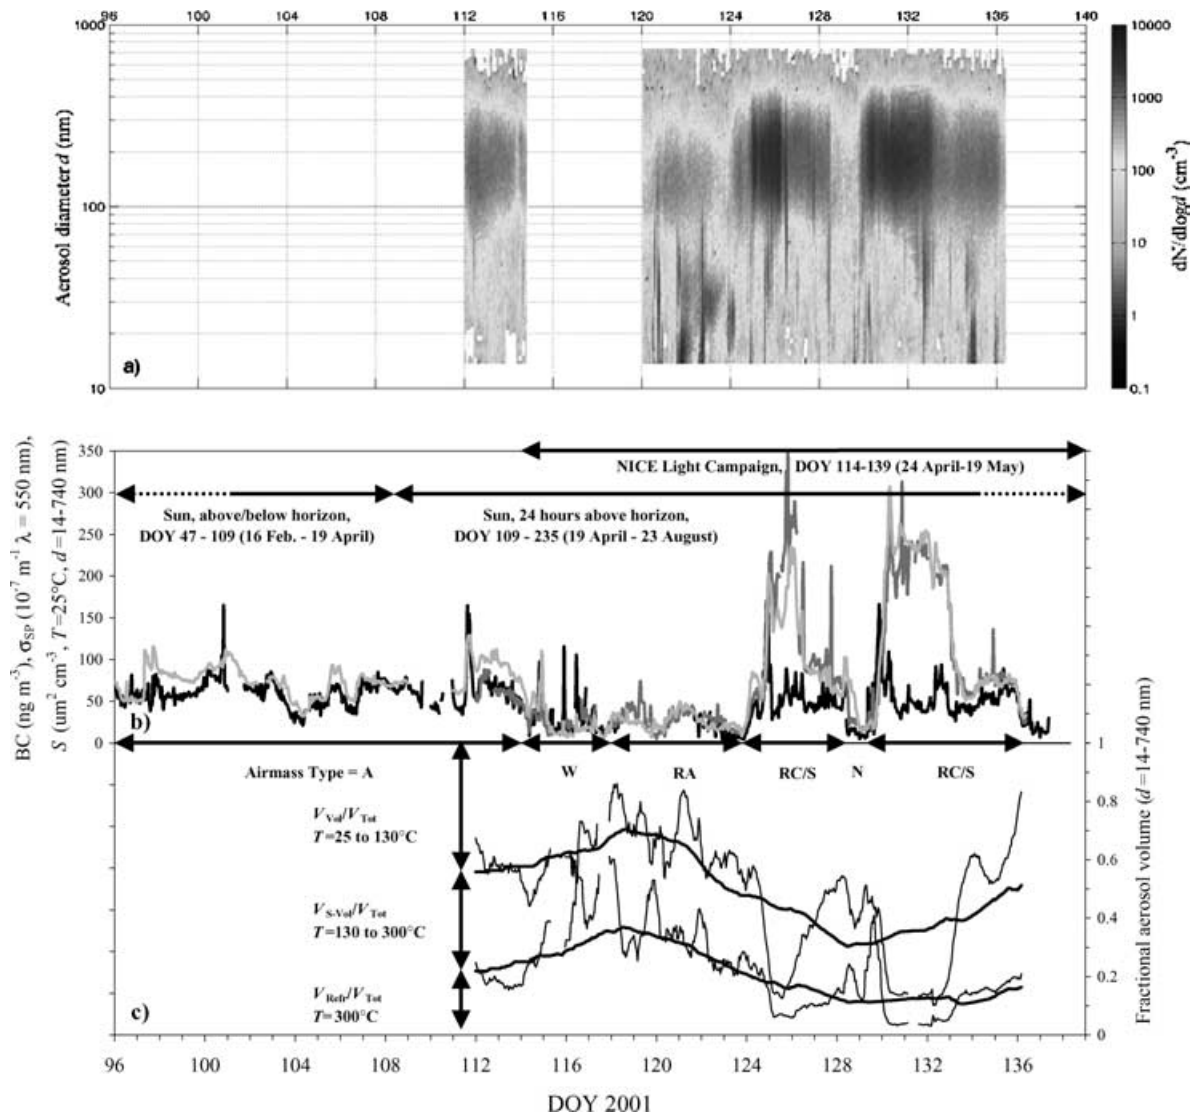 96 100 104 108 112 116 120 124 128 132 136 140
1000
100
10
Aerosol diameter d (nm)
a)
10000
1000
100
10
1
0.1
dN/dlogd (cm⁻³)
BC (ng m⁻³), σSP (10⁻⁷ m⁻¹ λ = 550 nm),
S (um² cm⁻³, T=25°C, d=14-740 nm)
350
300
250
200
150
100
50
0
NICE Light Campaign, DOY 114-139 (24 April-19 May)
Sun, above/below horizon,
DOY 47 - 109 (16 Feb. - 19 April)
Sun, 24 hours above horizon,
DOY 109 - 235 (19 April - 23 August)
b)
Airmass Type = A W RA RC/S N RC/S
VVol/VTot
T=25 to 130°C
VS-Vol/VTot
T=130 to 300°C
VRefr/VTot
T=300°C
c)
1
0.8
0.6
0.4
0.2
0
Fractional aerosol volume (d=14-740 nm)
96 100 104 108 112 116 120 124 128 132 136
DOY 2001